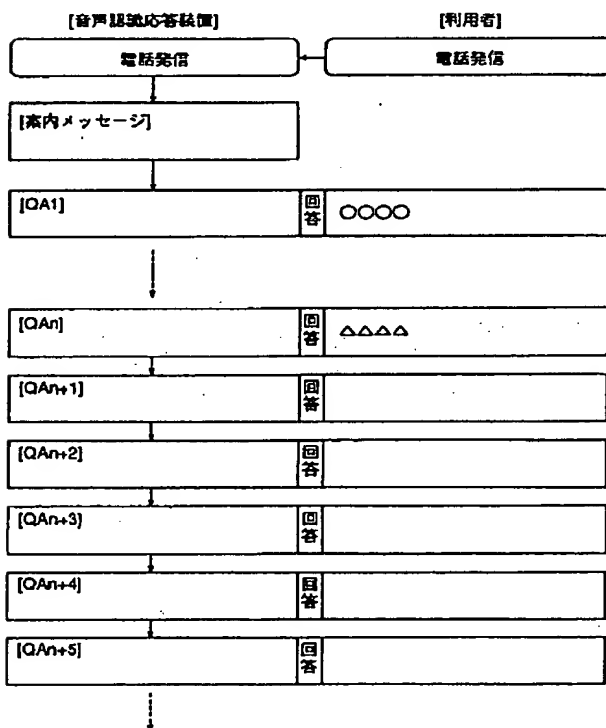 [音声認識応答装置]
[利用者]
電話発信
電話発信
[案内メッセージ]
[QA1]
回答
○○○○
[QAn]
回答
△△△△
[QAn+1]
回答
[QAn+2]
回答
[QAn+3]
回答
[QAn+4]
回答
[QAn+5]
回答